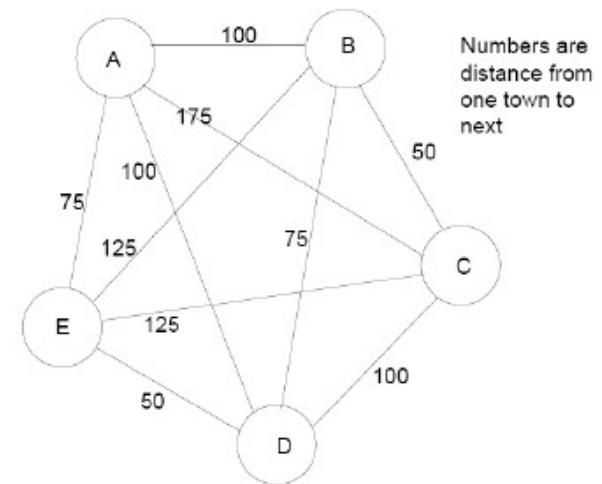 100
A
B
Numbers are
distance from
one town to
next
175
50
100
75
75
125
C
E
125
100
50
D